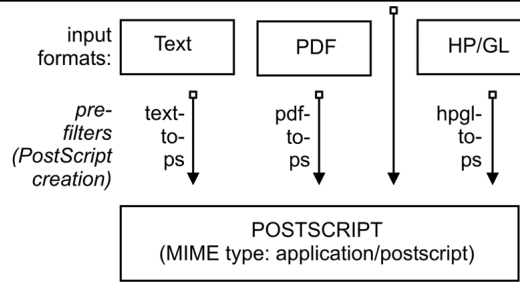 input
formats:
Text
PDF
HP/GL
pre-
filters
(PostScript
creation)
text-
to-
ps
pdf-
to-
ps
hpgl-
to-
ps
POSTSCRIPT
(MIME type: application/postscript)